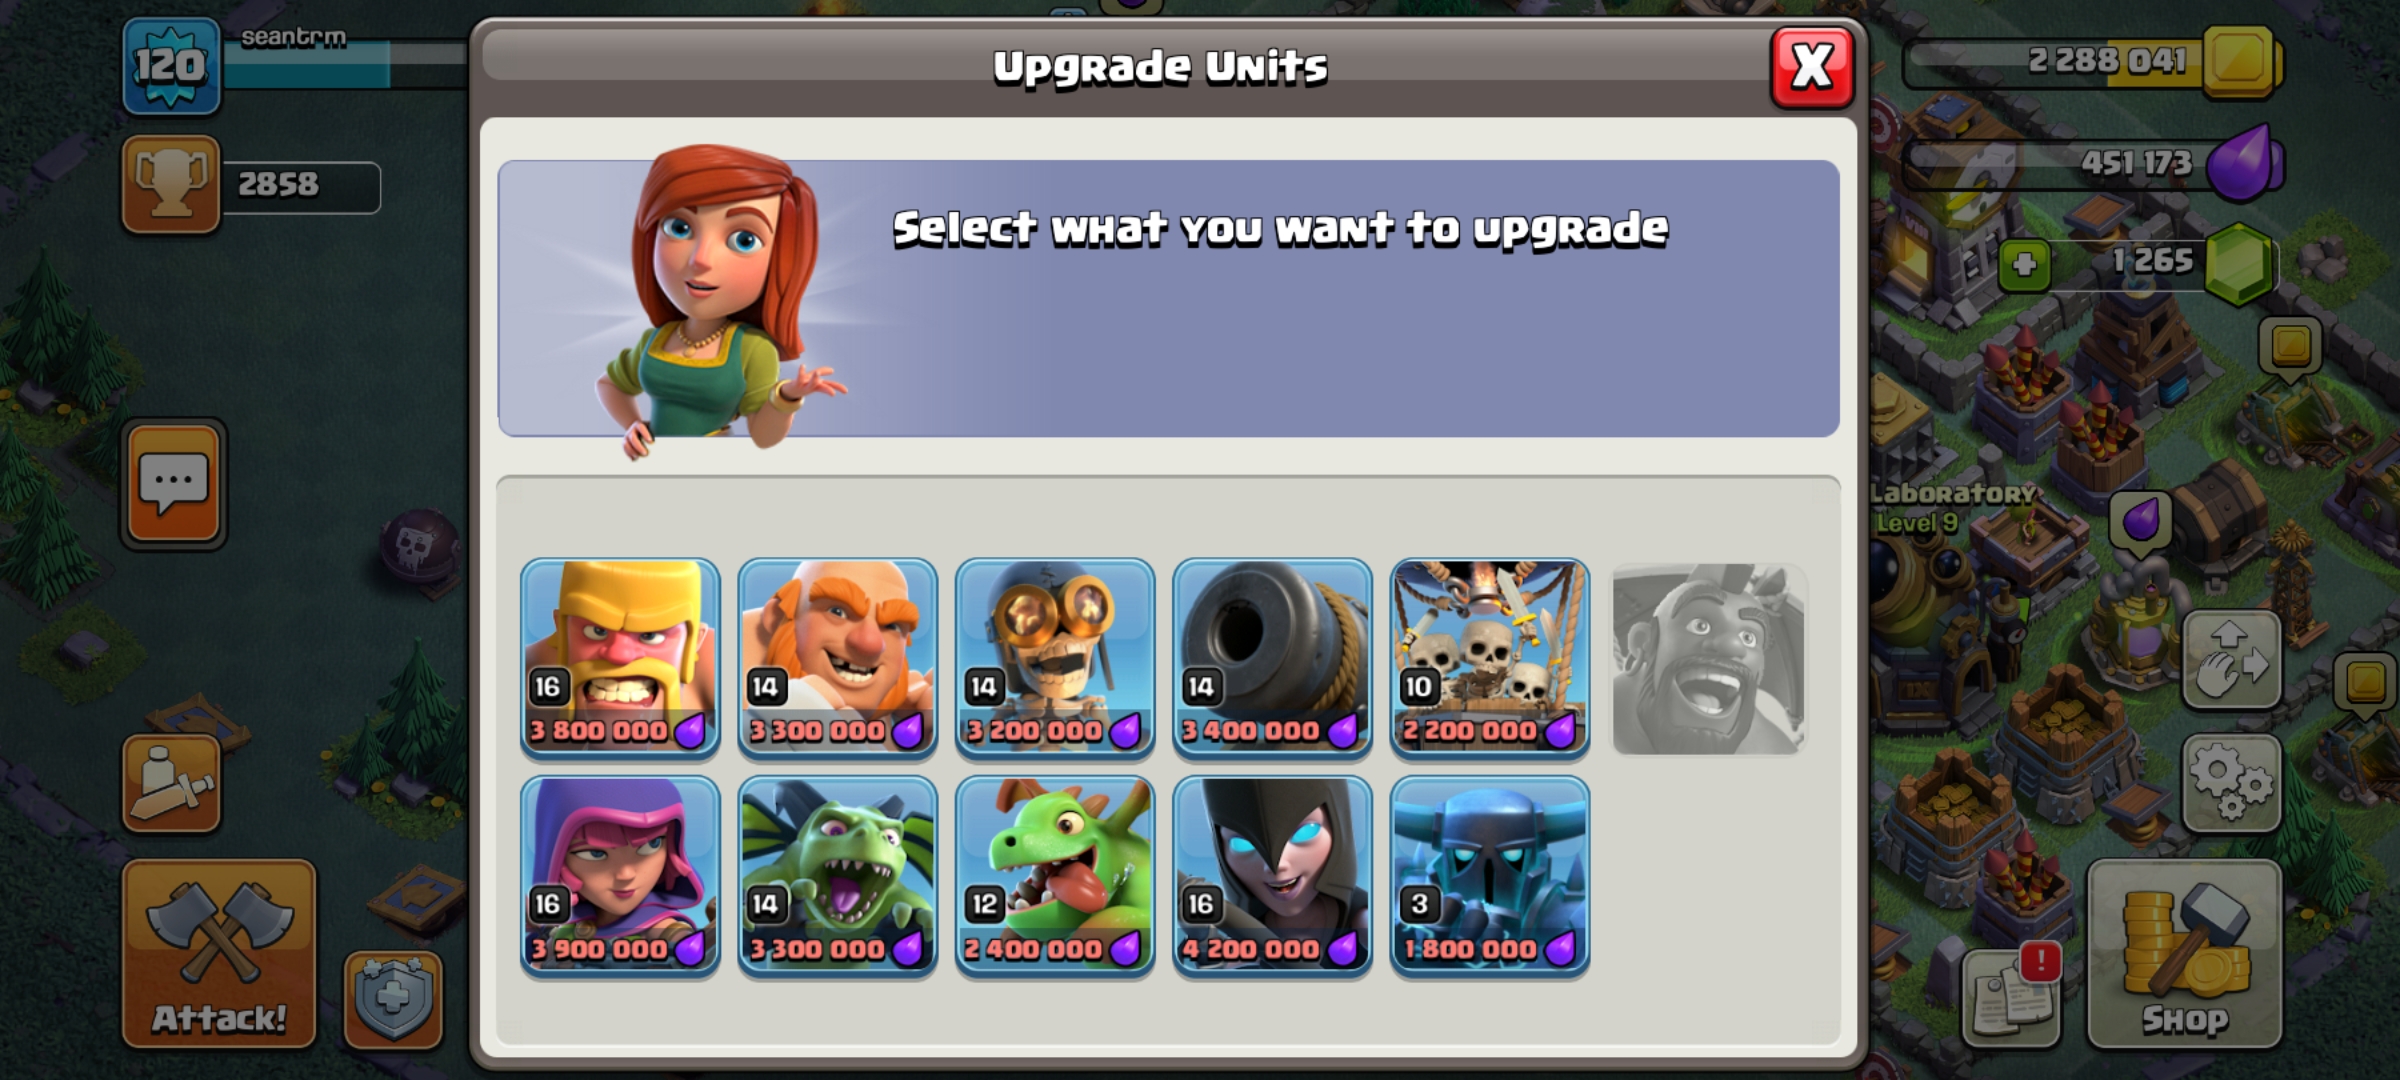 120
seantrm
2858
Upgrade Units
X
2 288 041
451 173
1 265
Select what you want to upgrade
Laboratory
Level 9
16
3 800 000
14
3 300 000
14
3 200 000
14
3 400 000
10
2 200 000
16
3 900 000
14
3 300 000
12
2 400 000
16
4 200 000
3
1 800 000
Attack!
!
Shop